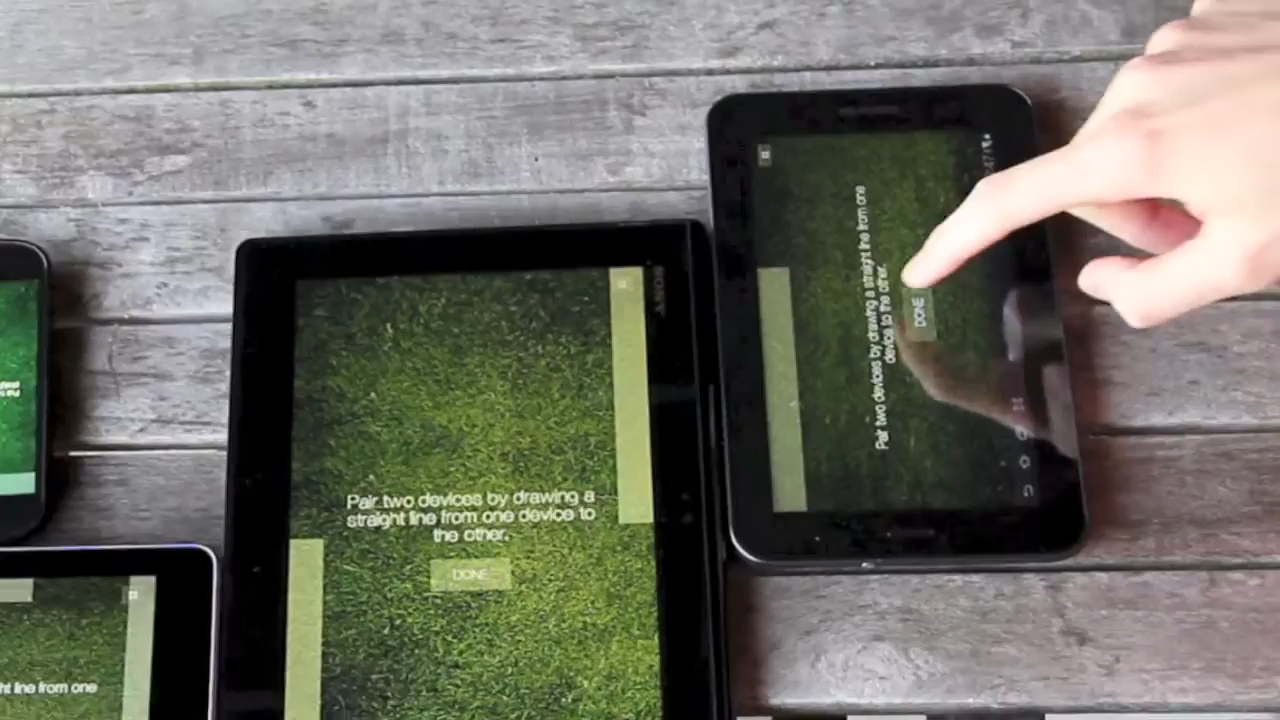 Pair two devices by drawing a
straight line from one device to
the other.
DONE
Pair two devices by drawing a straight line from one
device to the other.
DONE
line from one
SONY